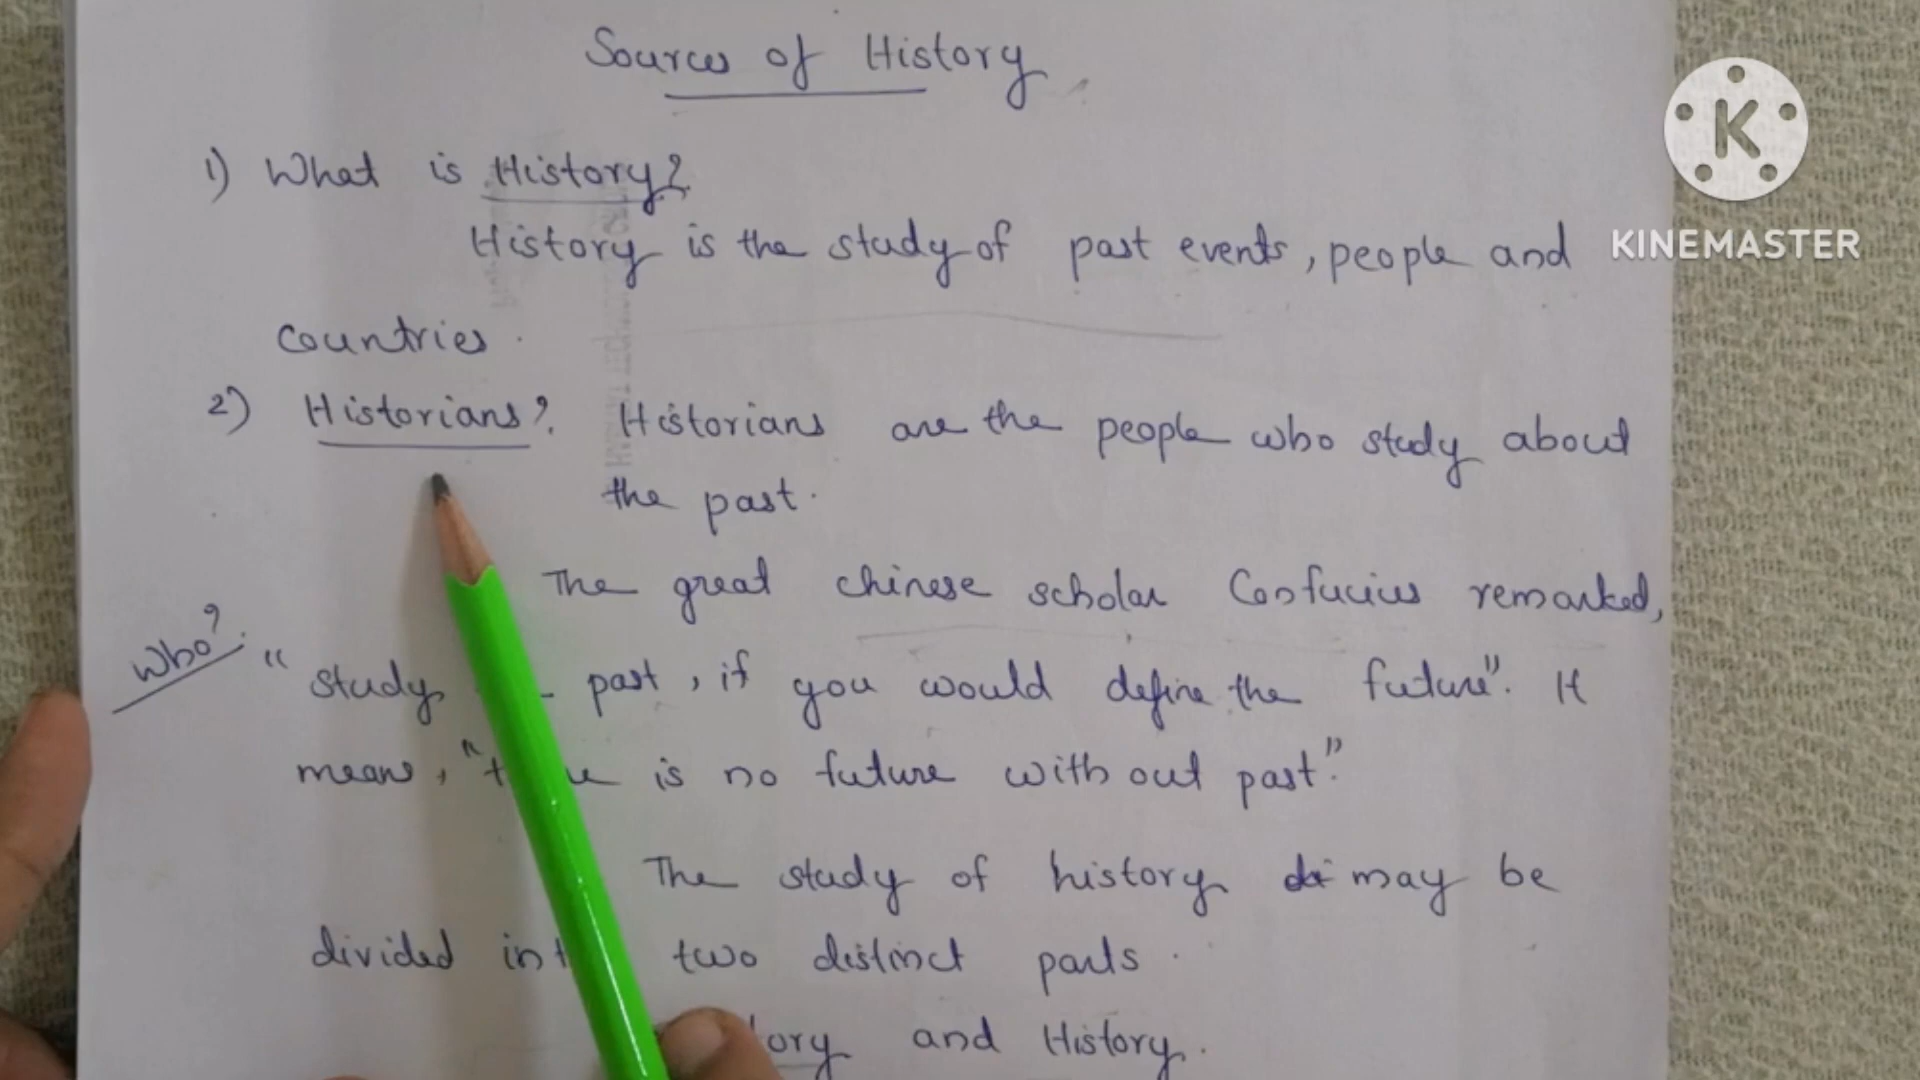 Sources of History
1) What is History?
History is the study of past events, people and
countries.
2) Historians? Historians are the people who study about
the past.
The great chinese scholar Confucius remarked,
Who?
"study past, if you would define the future". It
means, " is no future with out past".
The study of history di may be
divided two distinct parts.
and History.
K
KINEMASTER